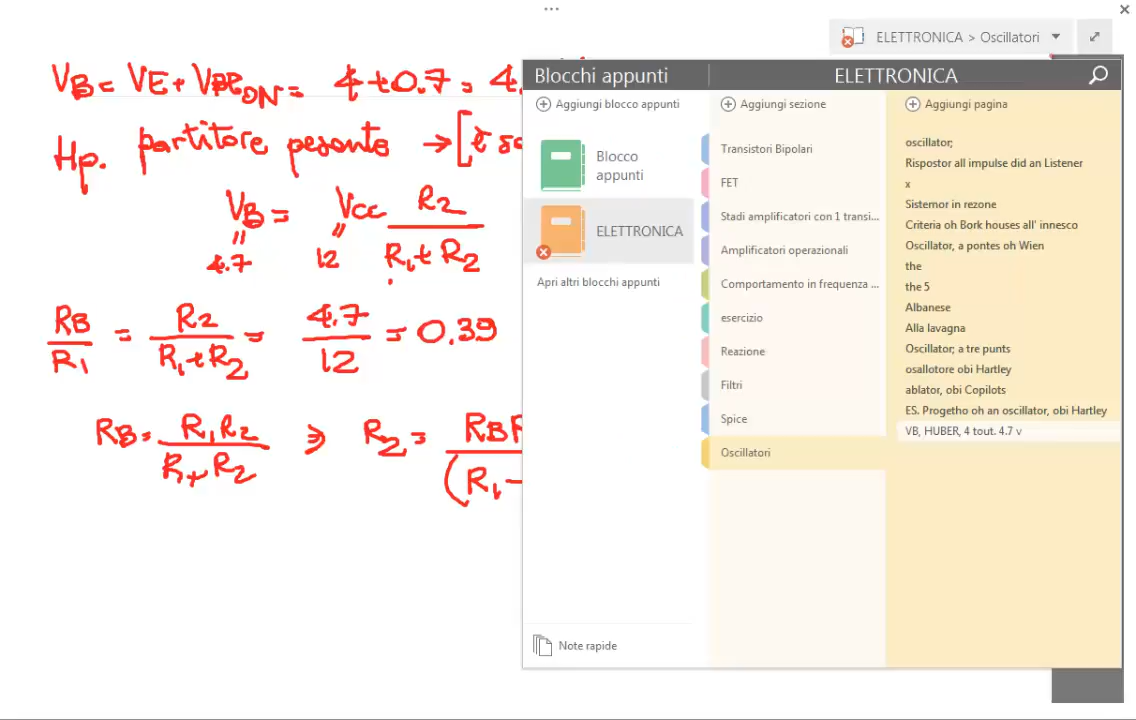 ELETTRONICA > Oscillatori
VB = VE + VBE ON = 4 + 0.7 = 4.
Hp. partitore pesante → [
VB = Vcc R2 / R1 + R2
4.7 12
RB / R1 = R2 / R1 + R2 = 4.7 / 12 = 0.39
RB = R1 R2 / R1 + R2 ⇒ R2 = RB / (R1 -
Blocchi appunti
Aggiungi blocco appunti
Blocco
appunti
ELETTRONICA
Apri altri blocchi appunti
Note rapide
ELETTRONICA
Aggiungi sezione
Transistori Bipolari
FET
Stadi amplificatori con 1 transi...
Amplificatori operazionali
Comportamento in frequenza ...
esercizio
Reazione
Filtri
Spice
Oscillatori
Aggiungi pagina
oscillator;
Rispostor all impulse did an Listener
x
Sistemor in rezone
Criteria oh Bork houses all' innesco
Oscillator, a pontes oh Wien
the
the 5
Albanese
Alla lavagna
Oscillator; a tre punts
osallotore obi Hartley
ablator, obi Copilots
ES. Progetho oh an oscillator, obi Hartley
VB, HUBER, 4 tout. 4.7 v